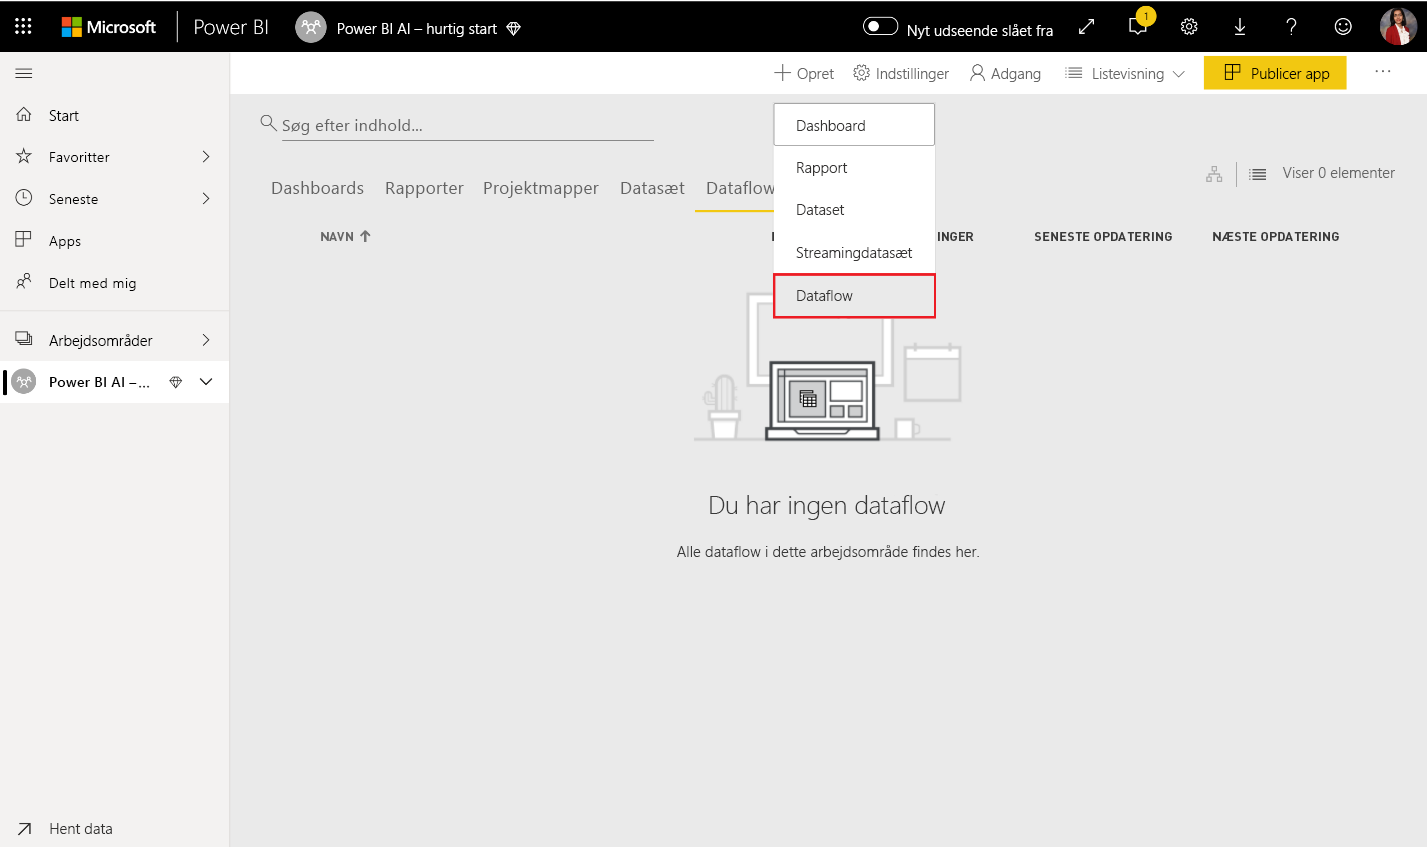 Microsoft
Power BI
Power BI AI – hurtig start
Nyt udseende slået fra
1
Opret
Indstillinger
Adgang
Listevisning
Publicer app
Start
Favoritter
Seneste
Apps
Delt med mig
Arbejdsområder
Power BI AI –...
Hent data
Søg efter indhold...
Dashboard
Rapport
Dataset
Streamingdatasæt
Dataflow
Viser 0 elementer
Dashboards
Rapporter
Projektmapper
Datasæt
Dataflow
NAVN
INGER
SENESTE OPDATERING
NÆSTE OPDATERING
Du har ingen dataflow
Alle dataflow i dette arbejdsområde findes her.